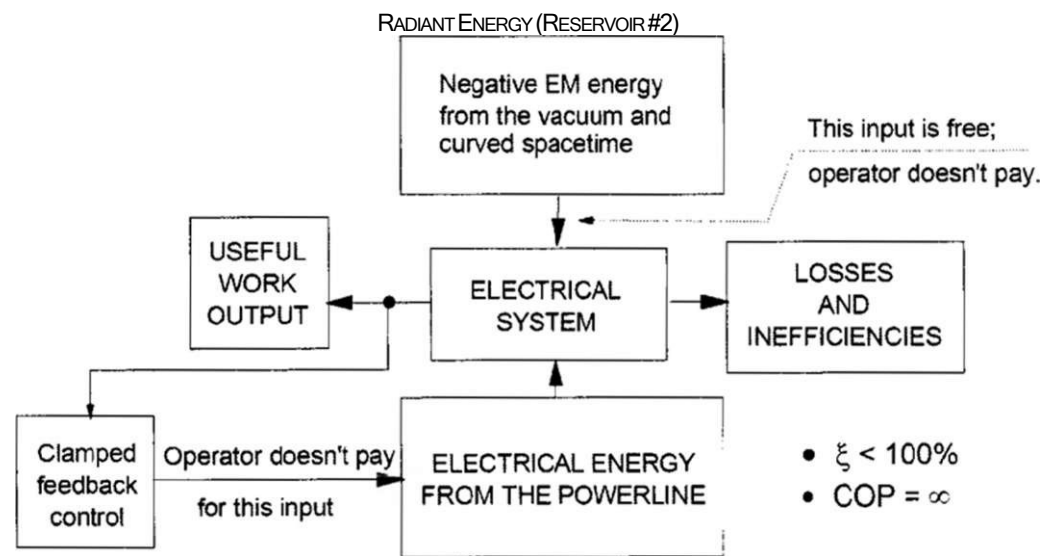 RADIANT ENERGY (RESERVOIR #2)
Negative EM energy
from the vacuum and
curved spacetime
This input is free;
operator doesn't pay.
USEFUL
WORK
OUTPUT
ELECTRICAL
SYSTEM
LOSSES
AND
INEFFICIENCIES
Clamped
feedback
control
Operator doesn't pay
for this input
ELECTRICAL ENERGY
FROM THE POWERLINE
• ξ < 100%
• COP = ∞